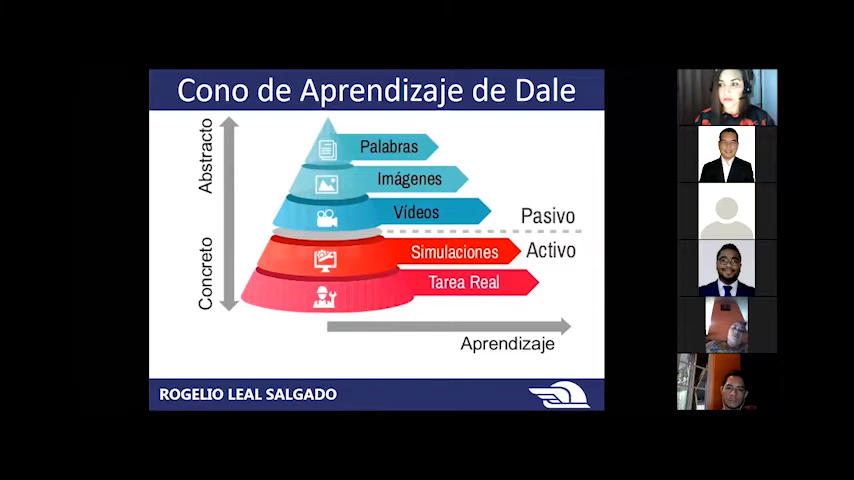 Cono de Aprendizaje de Dale
Abstracto
Concreto
Palabras
Imágenes
Vídeos
Pasivo
Simulaciones
Activo
Tarea Real
Aprendizaje
ROGELIO LEAL SALGADO